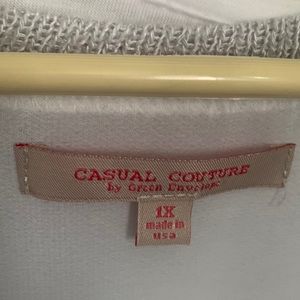 CASUAL COUTURE
by Green Envelope
1X
made in
usa